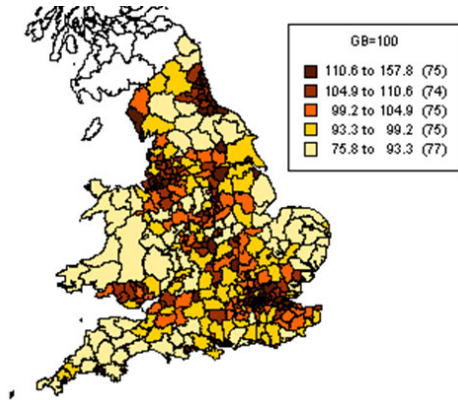 GB=100
110.6 to 157.8 (75)
104.9 to 110.6 (74)
99.2 to 104.9 (75)
93.3 to 99.2 (75)
75.8 to 93.3 (77)